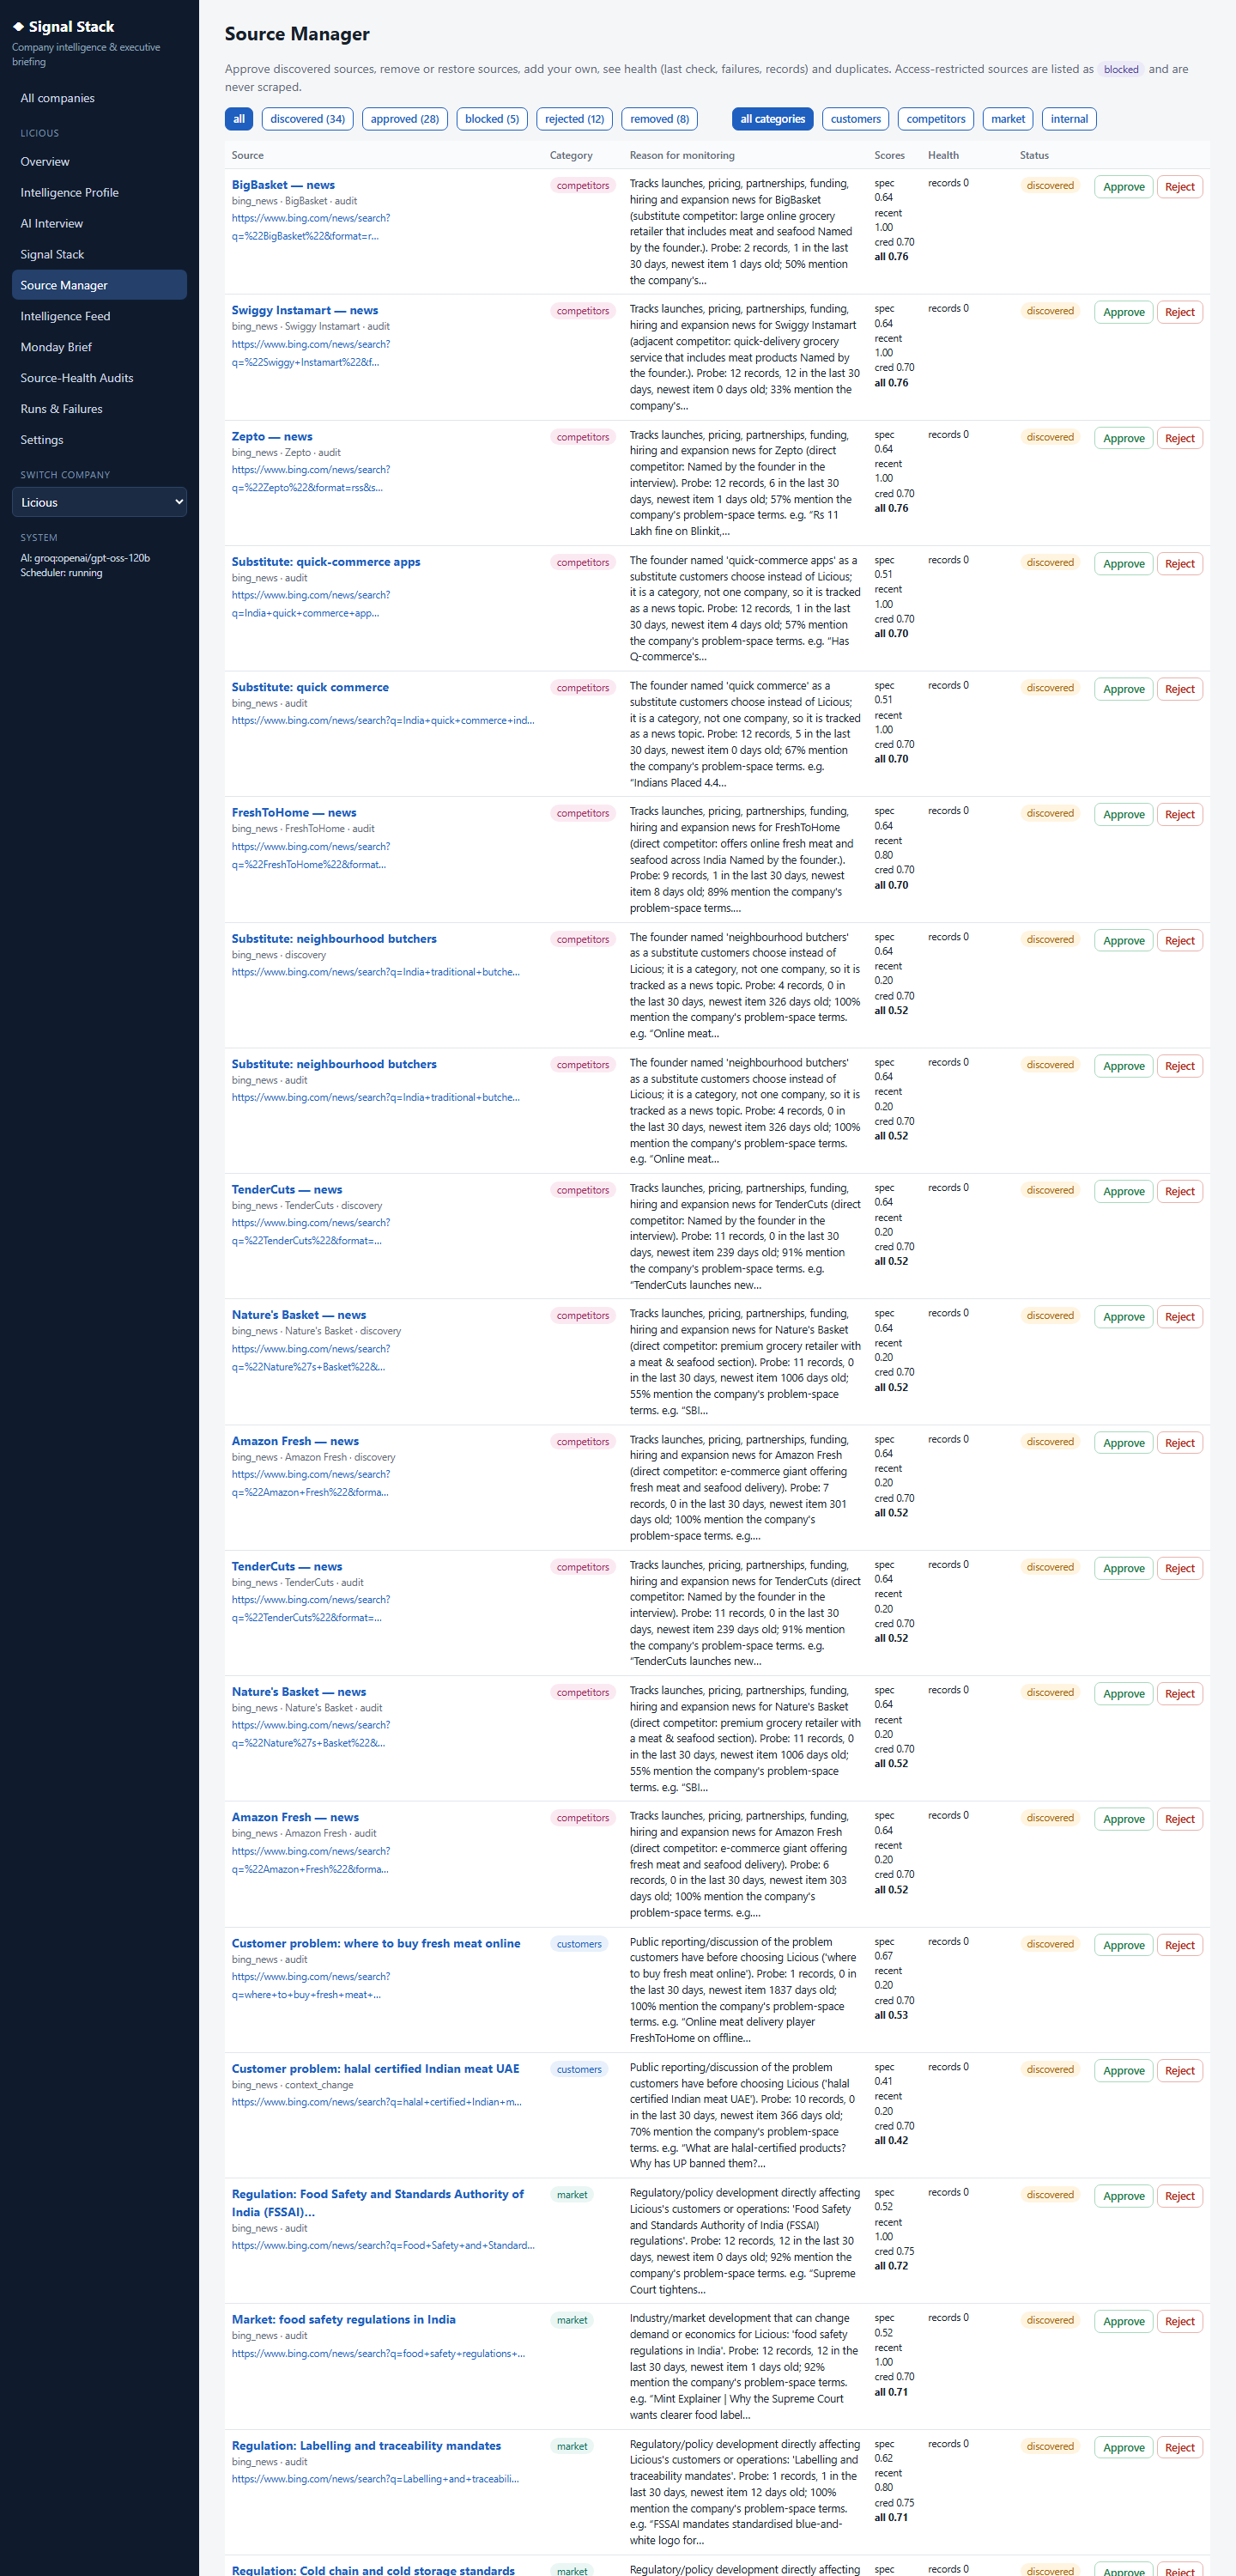 ◆ Signal Stack
Company intelligence & executive
briefing
All companies
LICIOUS
Overview
Intelligence Profile
AI Interview
Signal Stack
Source Manager
Intelligence Feed
Monday Brief
Source-Health Audits
Runs & Failures
Settings
SWITCH COMPANY
Licious
SYSTEM
AI: groq:openai/gpt-oss-120b
Scheduler: running
Source Manager
Approve discovered sources, remove or restore sources, add your own, see health (last check, failures, records) and duplicates. Access-restricted sources are listed as blocked and are
never scraped.
all discovered (34) approved (28) blocked (5) rejected (12) removed (8) all categories customers competitors market internal
Source Category Reason for monitoring Scores Health Status
BigBasket — news
bing_news · BigBasket · audit
https://www.bing.com/news/search?
q=%22BigBasket%22&format=r...
competitors
Tracks launches, pricing, partnerships, funding,
hiring and expansion news for BigBasket
(substitute competitor: large online grocery
retailer that includes meat and seafood Named
by the founder.). Probe: 2 records, 1 in the last
30 days, newest item 1 days old; 50% mention
the company's...
spec
0.64
recent
1.00
cred 0.70
all 0.76
records 0
discovered
Approve Reject
Swiggy Instamart — news
bing_news · Swiggy Instamart · audit
https://www.bing.com/news/search?
q=%22Swiggy+Instamart%22&f...
competitors
Tracks launches, pricing, partnerships, funding,
hiring and expansion news for Swiggy Instamart
(adjacent competitor: quick-delivery grocery
service that includes meat products Named by
the founder.). Probe: 12 records, 12 in the last 30
days, newest item 0 days old; 33% mention the
company's...
spec
0.64
recent
1.00
cred 0.70
all 0.76
records 0
discovered
Approve Reject
Zepto — news
bing_news · Zepto · audit
https://www.bing.com/news/search?
q=%22Zepto%22&format=rss&s...
competitors
Tracks launches, pricing, partnerships, funding,
hiring and expansion news for Zepto (direct
competitor: Named by the founder in the
interview). Probe: 12 records, 6 in the last 30
days, newest item 1 days old; 57% mention the
company's problem-space terms. e.g. "Rs 11
Lakh fine on Blinkit,...
spec
0.64
recent
1.00
cred 0.70
all 0.76
records 0
discovered
Approve Reject
Substitute: quick-commerce apps
bing_news · audit
https://www.bing.com/news/search?
q=India+quick+commerce+app...
competitors
The founder named 'quick-commerce apps' as a
substitute customers choose instead of Licious;
it is a category, not one company, so it is tracked
as a news topic. Probe: 12 records, 1 in the last
30 days, newest item 4 days old; 57% mention
the company's problem-space terms. e.g. "Has
Q-commerce's...
spec
0.51
recent
1.00
cred 0.70
all 0.70
records 0
discovered
Approve Reject
Substitute: quick commerce
bing_news · audit
https://www.bing.com/news/search?q=India+quick+commerce+ind...
competitors
The founder named 'quick commerce' as a
substitute customers choose instead of Licious;
it is a category, not one company, so it is tracked
as a news topic. Probe: 12 records, 5 in the last
30 days, newest item 0 days old; 67% mention
the company's problem-space terms. e.g.
"Indians Placed 4.4...
spec
0.51
recent
1.00
cred 0.70
all 0.70
records 0
discovered
Approve Reject
FreshToHome — news
bing_news · FreshToHome · audit
https://www.bing.com/news/search?
q=%22FreshToHome%22&format...
competitors
Tracks launches, pricing, partnerships, funding,
hiring and expansion news for FreshToHome
(direct competitor: offers online fresh meat and
seafood across India Named by the founder.).
Probe: 9 records, 1 in the last 30 days, newest
item 8 days old; 89% mention the company's
problem-space terms....
spec
0.64
recent
0.80
cred 0.70
all 0.70
records 0
discovered
Approve Reject
Substitute: neighbourhood butchers
bing_news · discovery
https://www.bing.com/news/search?q=India+traditional+butche...
competitors
The founder named 'neighbourhood butchers'
as a substitute customers choose instead of
Licious; it is a category, not one company, so it is
tracked as a news topic. Probe: 4 records, 0 in
the last 30 days, newest item 326 days old; 100%
mention the company's problem-space terms.
e.g. "Online meat...
spec
0.64
recent
0.20
cred 0.70
all 0.52
records 0
discovered
Approve Reject
Substitute: neighbourhood butchers
bing_news · audit
https://www.bing.com/news/search?q=India+traditional+butche...
competitors
The founder named 'neighbourhood butchers'
as a substitute customers choose instead of
Licious; it is a category, not one company, so it is
tracked as a news topic. Probe: 4 records, 0 in
the last 30 days, newest item 326 days old; 100%
mention the company's problem-space terms.
e.g. "Online meat...
spec
0.64
recent
0.20
cred 0.70
all 0.52
records 0
discovered
Approve Reject
TenderCuts — news
bing_news · TenderCuts · discovery
https://www.bing.com/news/search?
q=%22TenderCuts%22&format=...
competitors
Tracks launches, pricing, partnerships, funding,
hiring and expansion news for TenderCuts (direct
competitor: Named by the founder in the
interview). Probe: 11 records, 0 in the last 30
days, newest item 239 days old; 91% mention
the company's problem-space terms. e.g.
"TenderCuts launches new...
spec
0.64
recent
0.20
cred 0.70
all 0.52
records 0
discovered
Approve Reject
Nature's Basket — news
bing_news · Nature's Basket · discovery
https://www.bing.com/news/search?
q=%22Nature%27s+Basket%22&...
competitors
Tracks launches, pricing, partnerships, funding,
hiring and expansion news for Nature's Basket
(direct competitor: premium grocery retailer with
a meat & seafood section). Probe: 11 records, 0
in the last 30 days, newest item 1006 days old;
55% mention the company's problem-space
terms. e.g. "SBI...
spec
0.64
recent
0.20
cred 0.70
all 0.52
records 0
discovered
Approve Reject
Amazon Fresh — news
bing_news · Amazon Fresh · discovery
https://www.bing.com/news/search?
q=%22Amazon+Fresh%22&forma...
competitors
Tracks launches, pricing, partnerships, funding,
hiring and expansion news for Amazon Fresh
(direct competitor: e-commerce giant offering
fresh meat and seafood delivery). Probe: 7
records, 0 in the last 30 days, newest item 301
days old; 100% mention the company's
problem-space terms. e.g....
spec
0.64
recent
0.20
cred 0.70
all 0.52
records 0
discovered
Approve Reject
TenderCuts — news
bing_news · TenderCuts · audit
https://www.bing.com/news/search?
q=%22TenderCuts%22&format=...
competitors
Tracks launches, pricing, partnerships, funding,
hiring and expansion news for TenderCuts (direct
competitor: Named by the founder in the
interview). Probe: 11 records, 0 in the last 30
days, newest item 239 days old; 91% mention
the company's problem-space terms. e.g.
"TenderCuts launches new...
spec
0.64
recent
0.20
cred 0.70
all 0.52
records 0
discovered
Approve Reject
Nature's Basket — news
bing_news · Nature's Basket · audit
https://www.bing.com/news/search?
q=%22Nature%27s+Basket%22&...
competitors
Tracks launches, pricing, partnerships, funding,
hiring and expansion news for Nature's Basket
(direct competitor: premium grocery retailer with
a meat & seafood section). Probe: 11 records, 0
in the last 30 days, newest item 1006 days old;
55% mention the company's problem-space
terms. e.g. "SBI...
spec
0.64
recent
0.20
cred 0.70
all 0.52
records 0
discovered
Approve Reject
Amazon Fresh — news
bing_news · Amazon Fresh · audit
https://www.bing.com/news/search?
q=%22Amazon+Fresh%22&forma...
competitors
Tracks launches, pricing, partnerships, funding,
hiring and expansion news for Amazon Fresh
(direct competitor: e-commerce giant offering
fresh meat and seafood delivery). Probe: 6
records, 0 in the last 30 days, newest item 303
days old; 100% mention the company's
problem-space terms. e.g....
spec
0.64
recent
0.20
cred 0.70
all 0.52
records 0
discovered
Approve Reject
Customer problem: where to buy fresh meat online
bing_news · audit
https://www.bing.com/news/search?
q=where+to+buy+fresh+meat+...
customers
Public reporting/discussion of the problem
customers have before choosing Licious ('where
to buy fresh meat online'). Probe: 1 records, 0 in
the last 30 days, newest item 1837 days old;
100% mention the company's problem-space
terms. e.g. "Online meat delivery player
FreshToHome on offline...
spec
0.67
recent
0.20
cred 0.70
all 0.53
records 0
discovered
Approve Reject
Customer problem: halal certified Indian meat UAE
bing_news · context_change
https://www.bing.com/news/search?q=halal+certified+Indian+m...
customers
Public reporting/discussion of the problem
customers have before choosing Licious ('halal
certified Indian meat UAE'). Probe: 10 records, 0
in the last 30 days, newest item 366 days old;
70% mention the company's problem-space
terms. e.g. "What are halal-certified products?
Why has UP banned them?...
spec
0.41
recent
0.20
cred 0.70
all 0.42
records 0
discovered
Approve Reject
Regulation: Food Safety and Standards Authority of
India (FSSAI)...
bing_news · audit
https://www.bing.com/news/search?q=Food+Safety+and+Standard...
market
Regulatory/policy development directly affecting
Licious's customers or operations: 'Food Safety
and Standards Authority of India (FSSAI)
regulations'. Probe: 12 records, 12 in the last 30
days, newest item 0 days old; 92% mention the
company's problem-space terms. e.g. "Supreme
Court tightens...
spec
0.52
recent
1.00
cred 0.75
all 0.72
records 0
discovered
Approve Reject
Market: food safety regulations in India
bing_news · audit
https://www.bing.com/news/search?q=food+safety+regulations+...
market
Industry/market development that can change
demand or economics for Licious: 'food safety
regulations in India'. Probe: 12 records, 12 in the
last 30 days, newest item 1 days old; 92%
mention the company's problem-space terms.
e.g. "Mint Explainer | Why the Supreme Court
wants clearer food label...
spec
0.52
recent
1.00
cred 0.70
all 0.71
records 0
discovered
Approve Reject
Regulation: Labelling and traceability mandates
bing_news · audit
https://www.bing.com/news/search?q=Labelling+and+traceabili...
market
Regulatory/policy development directly affecting
Licious's customers or operations: 'Labelling and
traceability mandates'. Probe: 1 records, 1 in the
last 30 days, newest item 12 days old; 100%
mention the company's problem-space terms.
e.g. "FSSAI mandates standardised blue-and-
white logo for...
spec
0.62
recent
0.80
cred 0.75
all 0.71
records 0
discovered
Approve Reject
Regulation: Cold chain and cold storage standards
market
Regulatory/policy development directly affecting
spec
records 0
discovered
Approve Reject